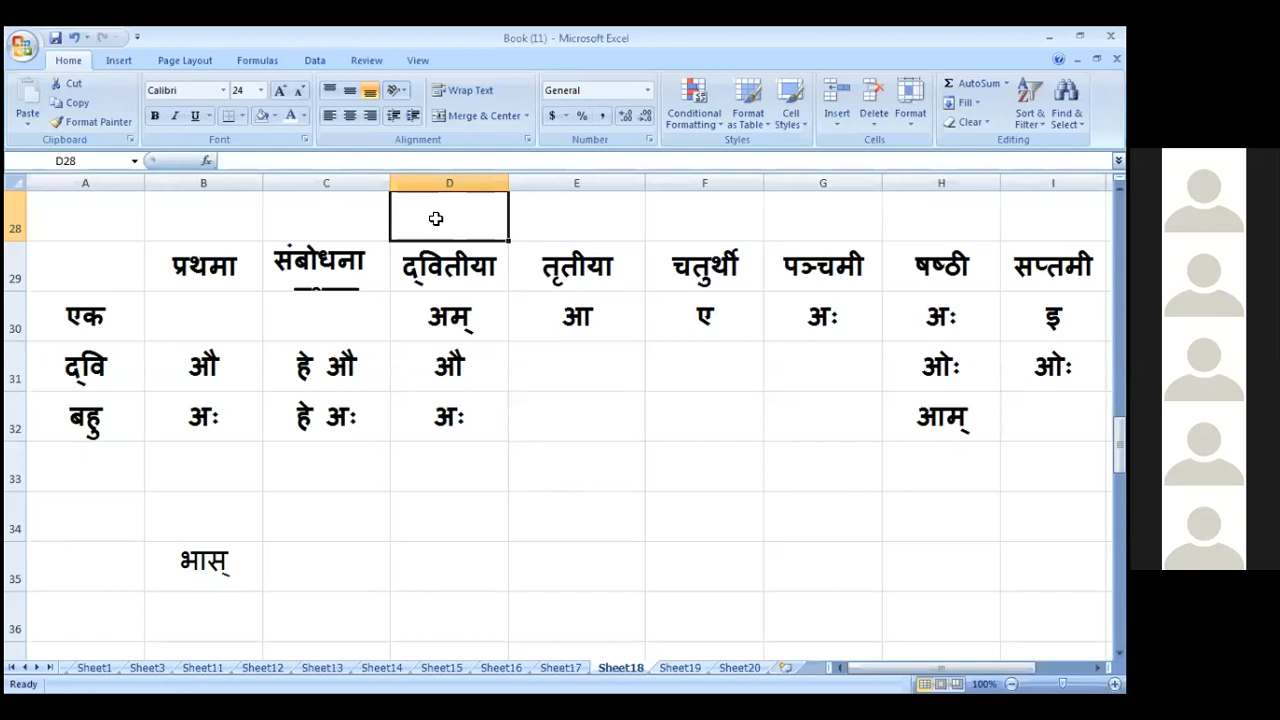 Book (11) - Microsoft Excel
Home Insert Page Layout Formulas Data Review View
Cut
Copy
Format Painter
Paste
Clipboard
Calibri 24
Font
Wrap Text
Merge & Center
Alignment
General
Number
Conditional Formatting
Format as Table
Cell Styles
Styles
Insert Delete Format
Cells
AutoSum
Fill
Clear
Sort & Filter
Find & Select
Editing
D28
A B C D E F G H I
28
29 प्रथमा संबोधना द्वितीया तृतीया चतुर्थी पञ्चमी षष्ठी सप्तमी
30 एक अम् आ ए अः अः इ
31 द्वि औ हे औ औ ओः ओः
32 बहु अः हे अः अः आम्
33
34
35 भास्
36
Sheet1 Sheet3 Sheet11 Sheet12 Sheet13 Sheet14 Sheet15 Sheet16 Sheet17 Sheet18 Sheet19 Sheet20
Ready 100%